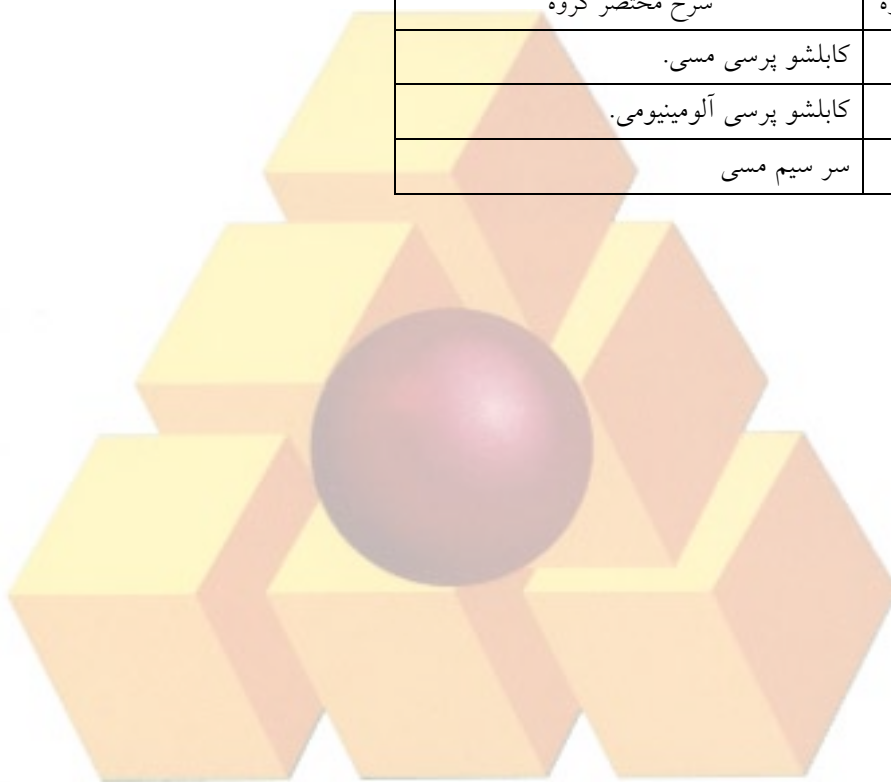 شرح مختصر گروه
کابلشو پرسی مسی.
کابلشو پرسی آلومینیومی.
سر سیم مسی